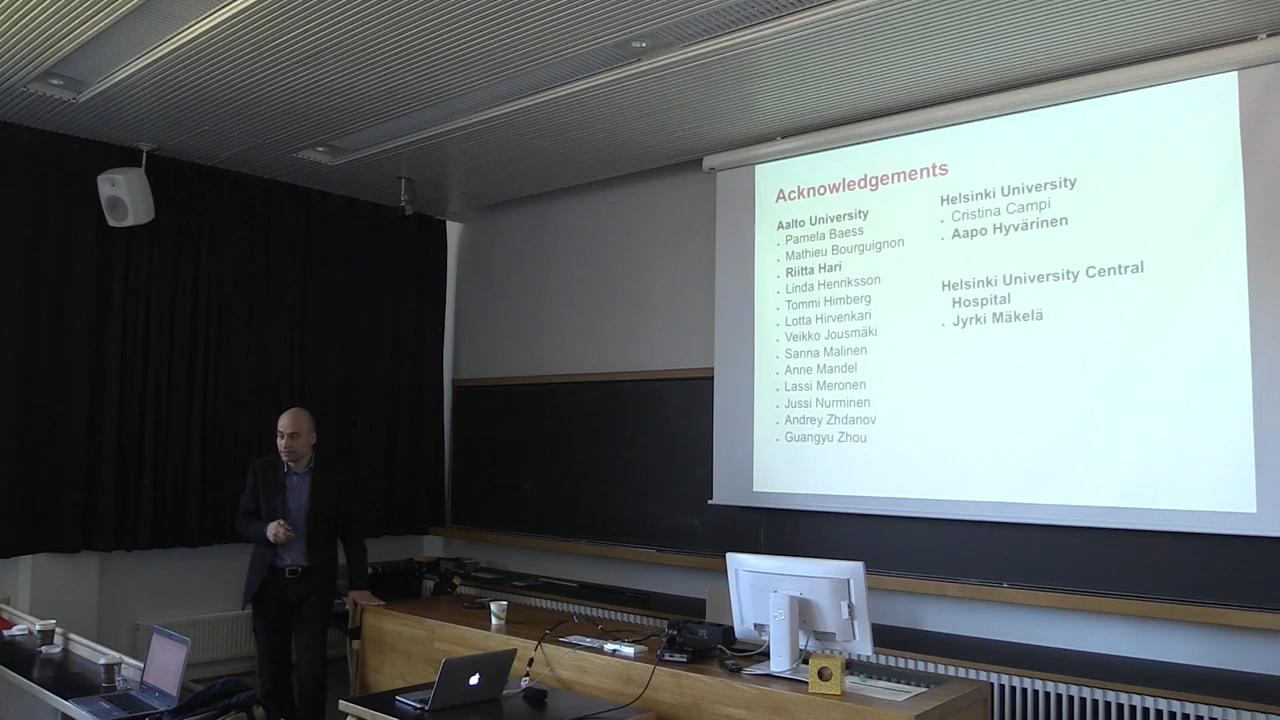 Acknowledgements
Aalto University
. Pamela Baess
. Mathieu Bourguignon
. Riitta Hari
. Linda Henriksson
. Tommi Himberg
. Lotta Hirvenkari
. Veikko Jousmäki
. Sanna Malinen
. Anne Mandel
. Lassi Meronen
. Jussi Nurminen
. Andrey Zhdanov
. Guangyu Zhou
Helsinki University
. Cristina Campi
. Aapo Hyvärinen
Helsinki University Central
Hospital
. Jyrki Mäkelä